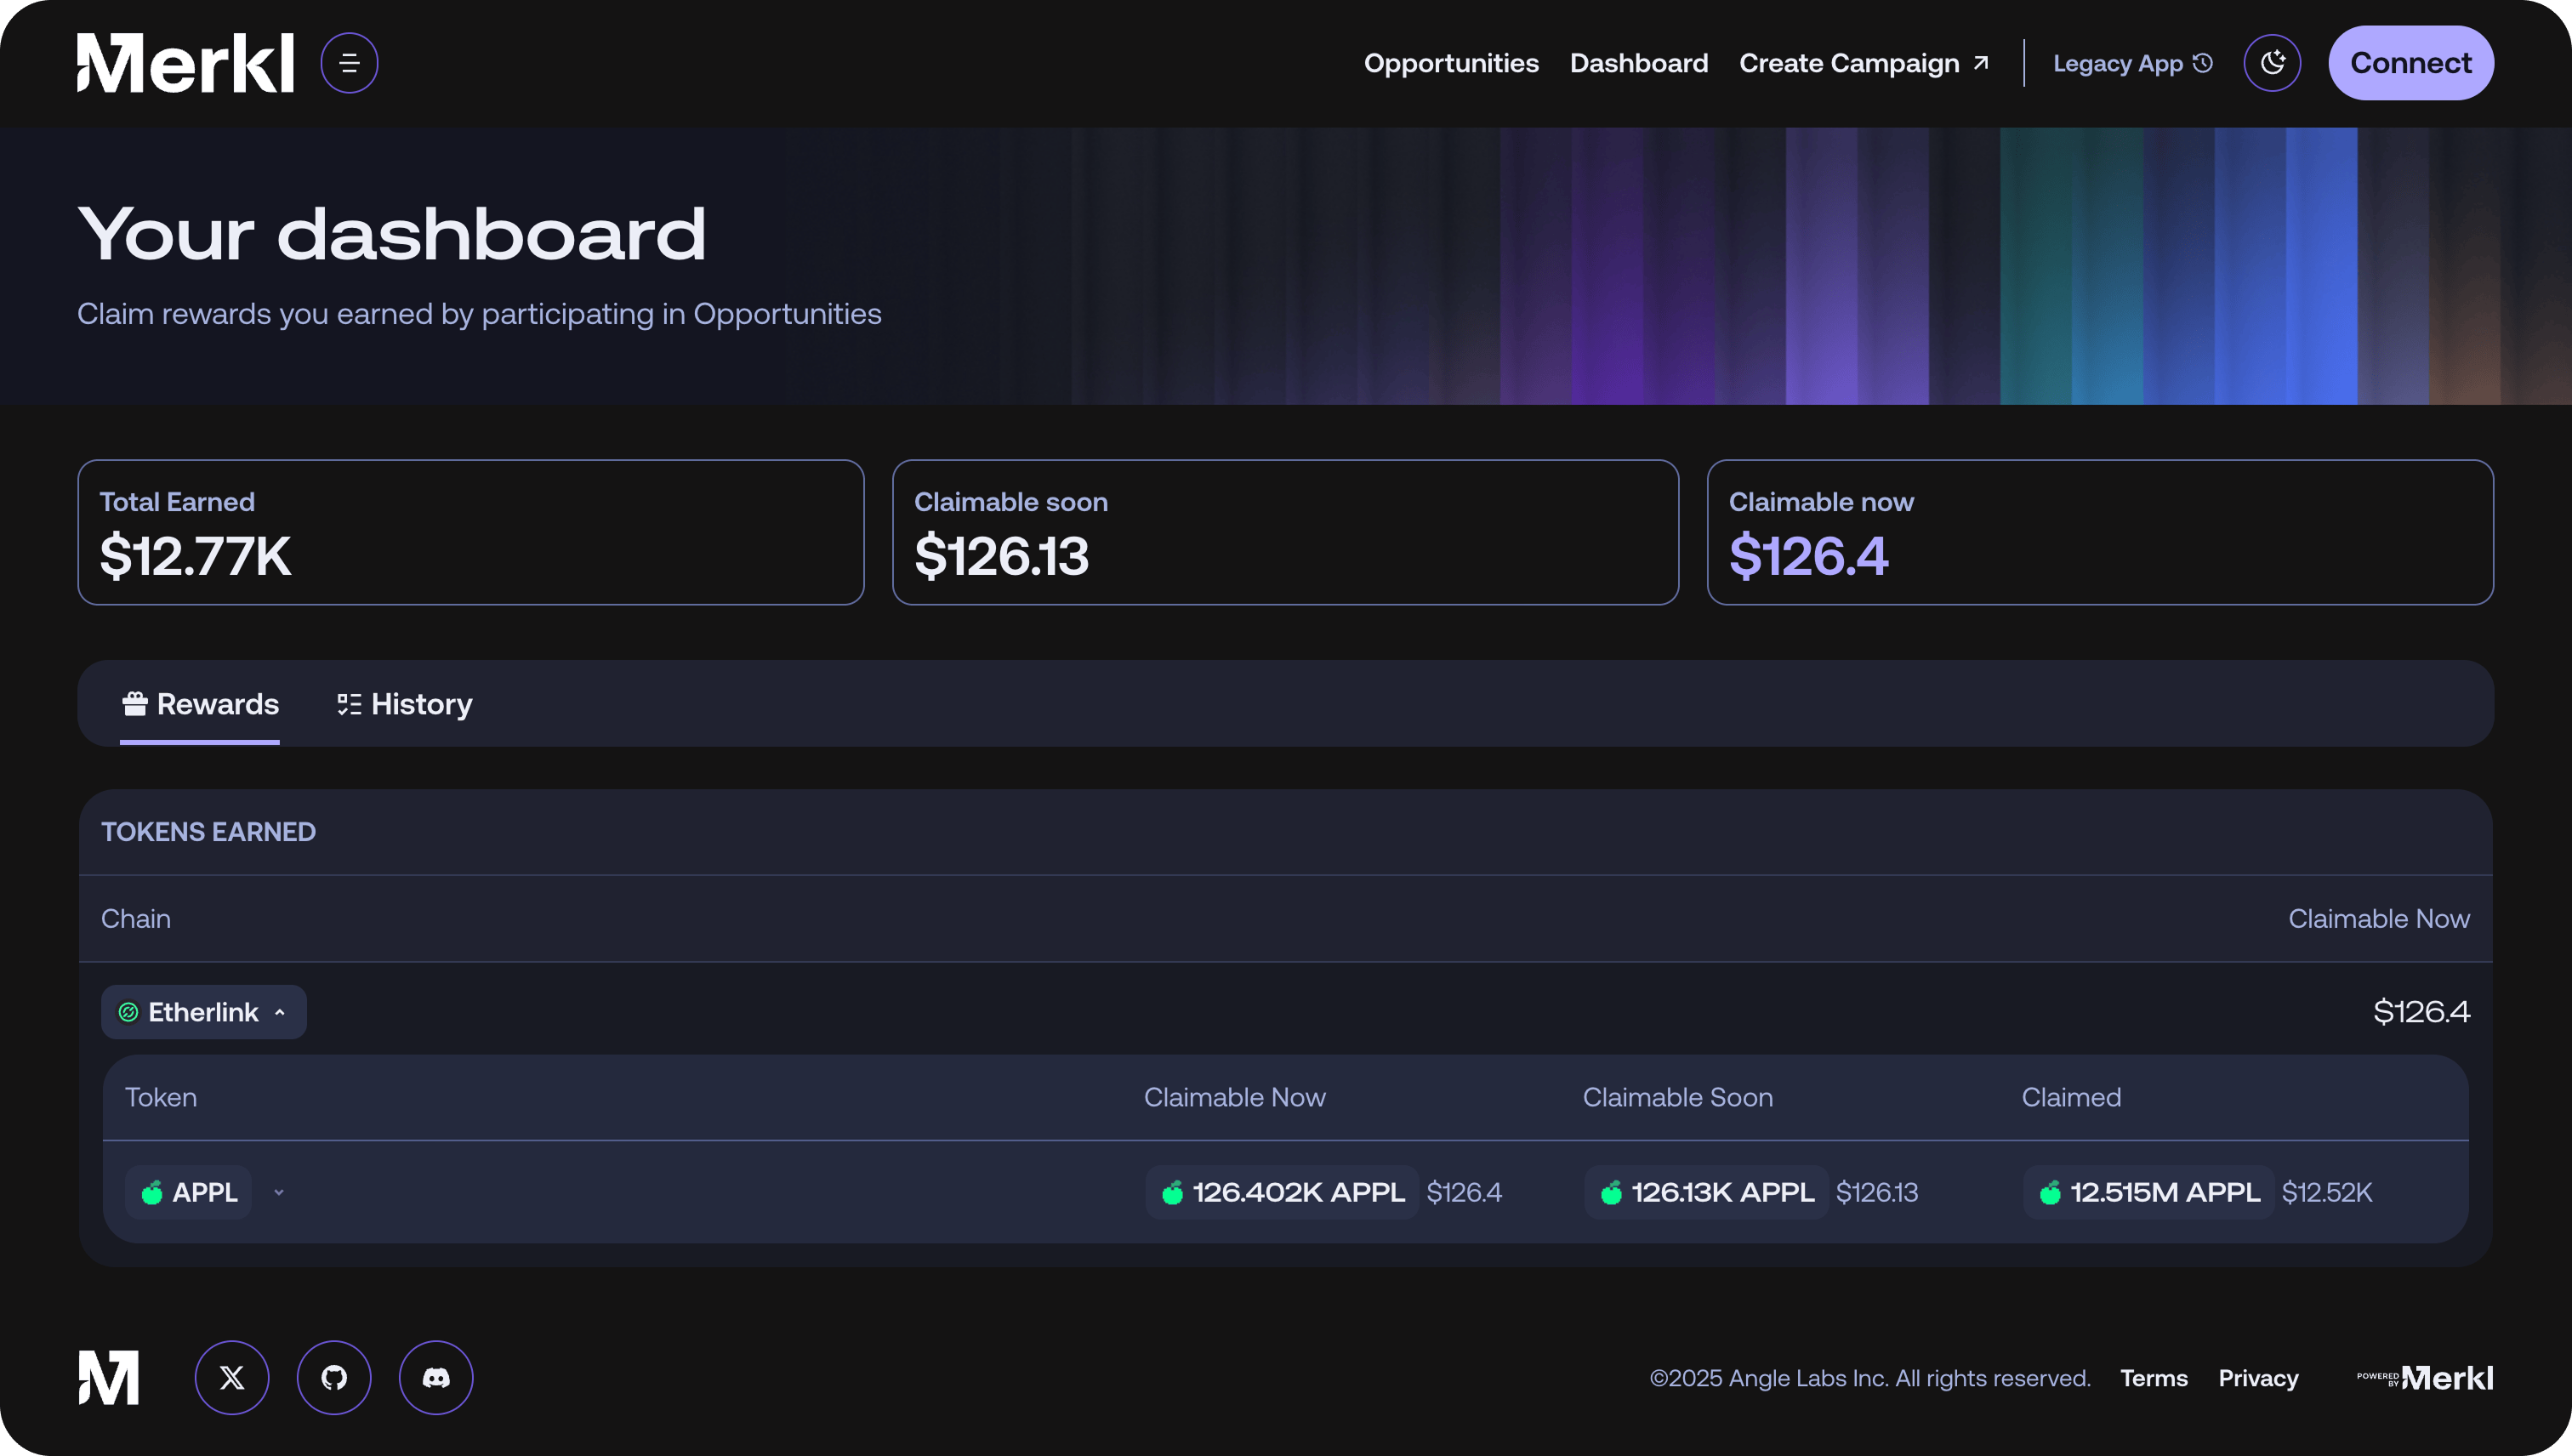 Merkl
Opportunities Dashboard Create Campaign Legacy App Connect
Your dashboard
Claim rewards you earned by participating in Opportunities
Total Earned Claimable soon Claimable now
$12.77K $126.13 $126.4
Rewards History
TOKENS EARNED
Chain Claimable Now
Etherlink $126.4
Token Claimable Now Claimable Soon Claimed
APPL 126.402K APPL $126.4 126.13K APPL $126.13 12.515M APPL $12.52K
©2025 Angle Labs Inc. All rights reserved. Terms Privacy POWERED BY Merkl